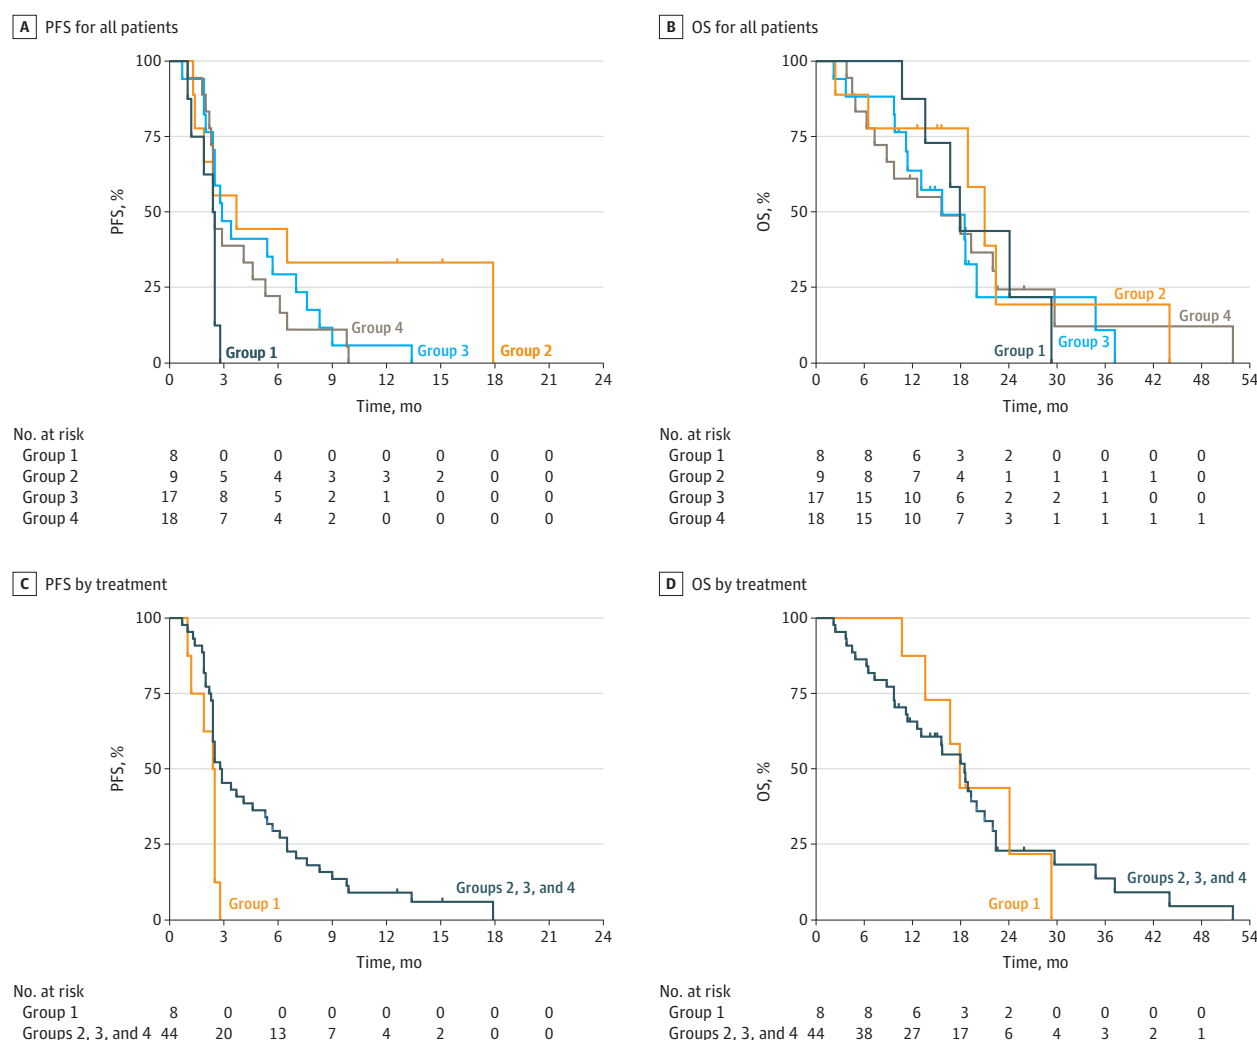 A PFS for all patients
100
75
50
25
0
PFS, %
Group 1
Group 4
Group 3
Group 2
0 3 6 9 12 15 18 21 24
Time, mo
No. at risk
Group 1 8 0 0 0 0 0 0 0
Group 2 9 5 4 3 3 2 0 0
Group 3 17 8 5 2 1 0 0
Group 4 18 7 4 2 0 0 0 0
B OS for all patients
100
75
50
25
0
OS, %
Group 2
Group 4
Group 3
Group 1
0 6 12 18 24 30 36 42 48 54
Time, mo
No. at risk
Group 1 8 8 6 3 2 0 0 0 0
Group 2 9 8 7 4 1 1 1 1 0
Group 3 17 15 10 6 2 2 1 0 0
Group 4 18 15 10 7 3 1 1 1 1
C PFS by treatment
100
75
50
25
0
PFS, %
Groups 2, 3, and 4
Group 1
0 3 6 9 12 15 18 21 24
Time, mo
No. at risk
Group 1 8 0 0 0 0 0 0 0
Groups 2, 3, and 4 44 20 13 7 4 2 0 0
D OS by treatment
100
75
50
25
0
OS, %
Groups 2, 3, and 4
Group 1
0 6 12 18 24 30 36 42 48 54
Time, mo
No. at risk
Group 1 8 8 6 3 2 0 0 0 0
Groups 2, 3, and 4 44 38 27 17 6 4 3 2 1